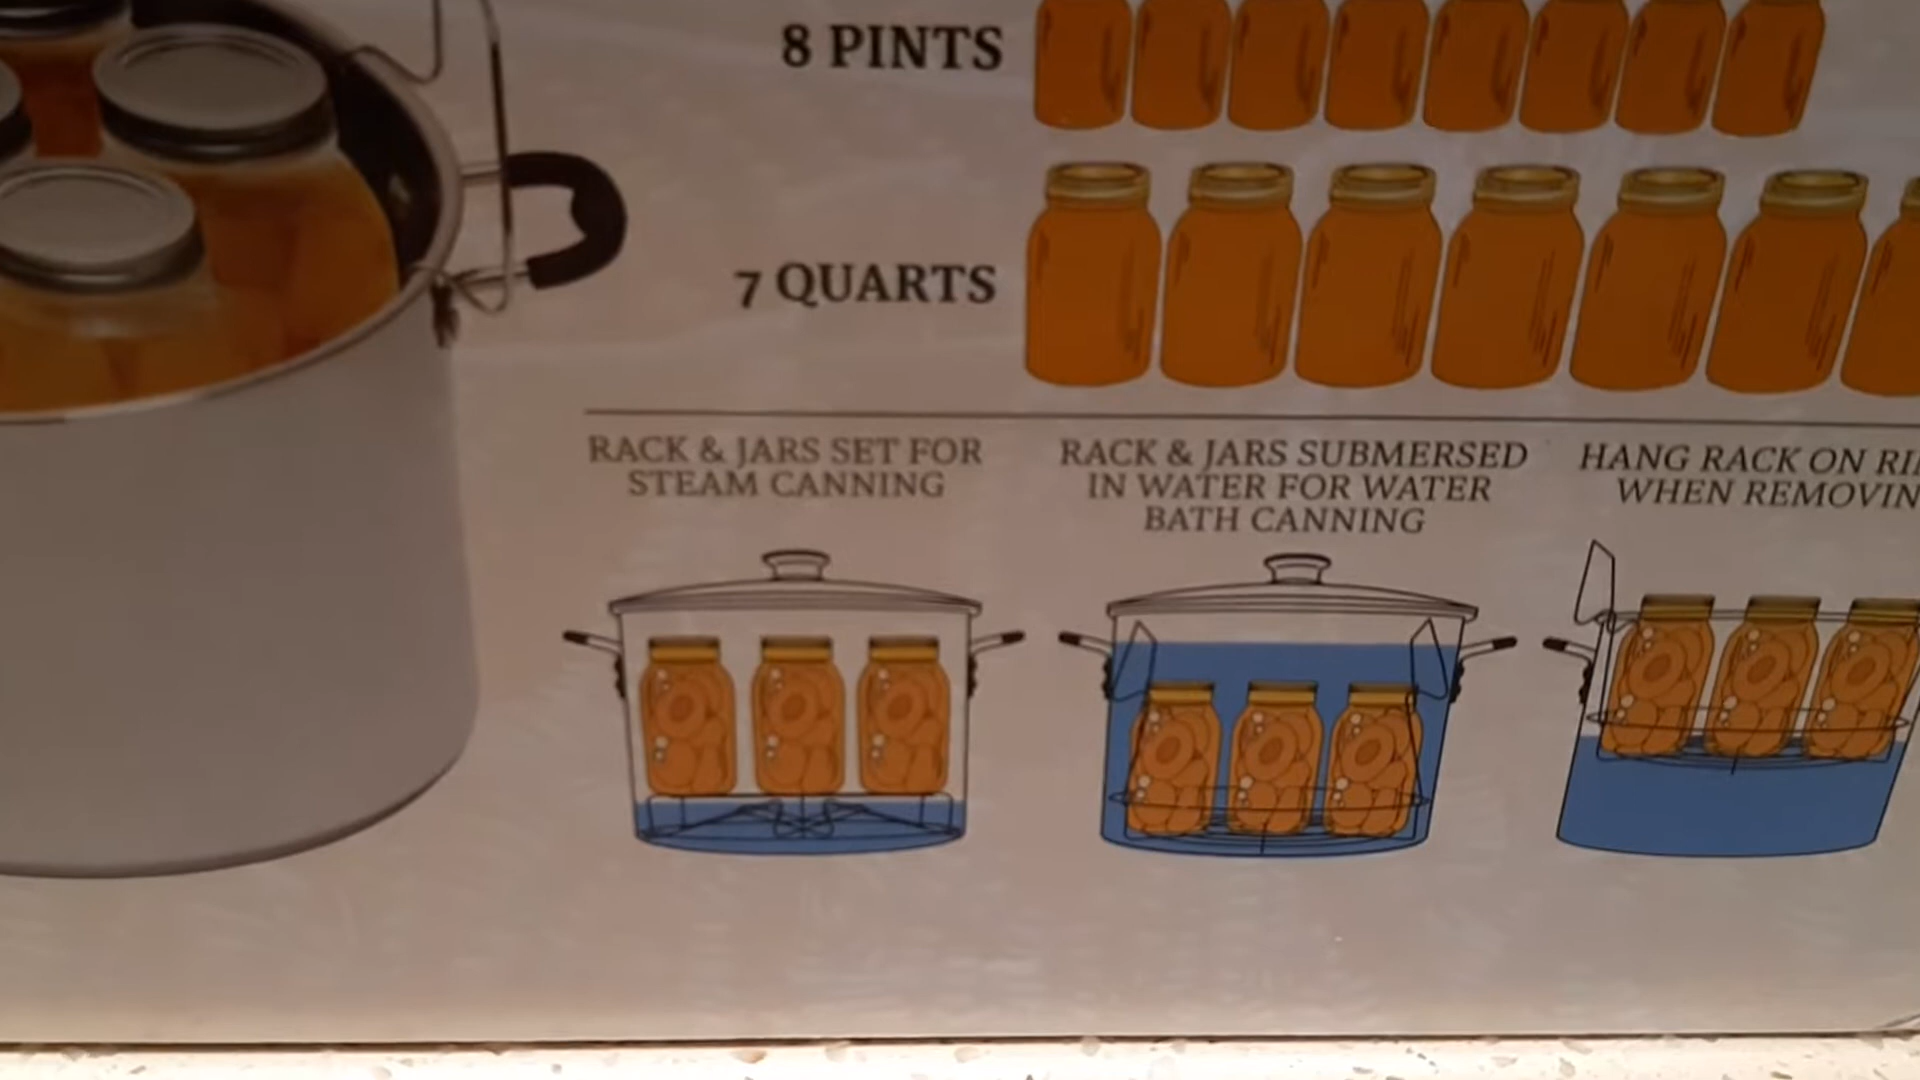 8 PINTS
7 QUARTS
RACK & JARS SET FOR
STEAM CANNING
RACK & JARS SUBMERSED
IN WATER FOR WATER
BATH CANNING
HANG RACK ON
WHEN